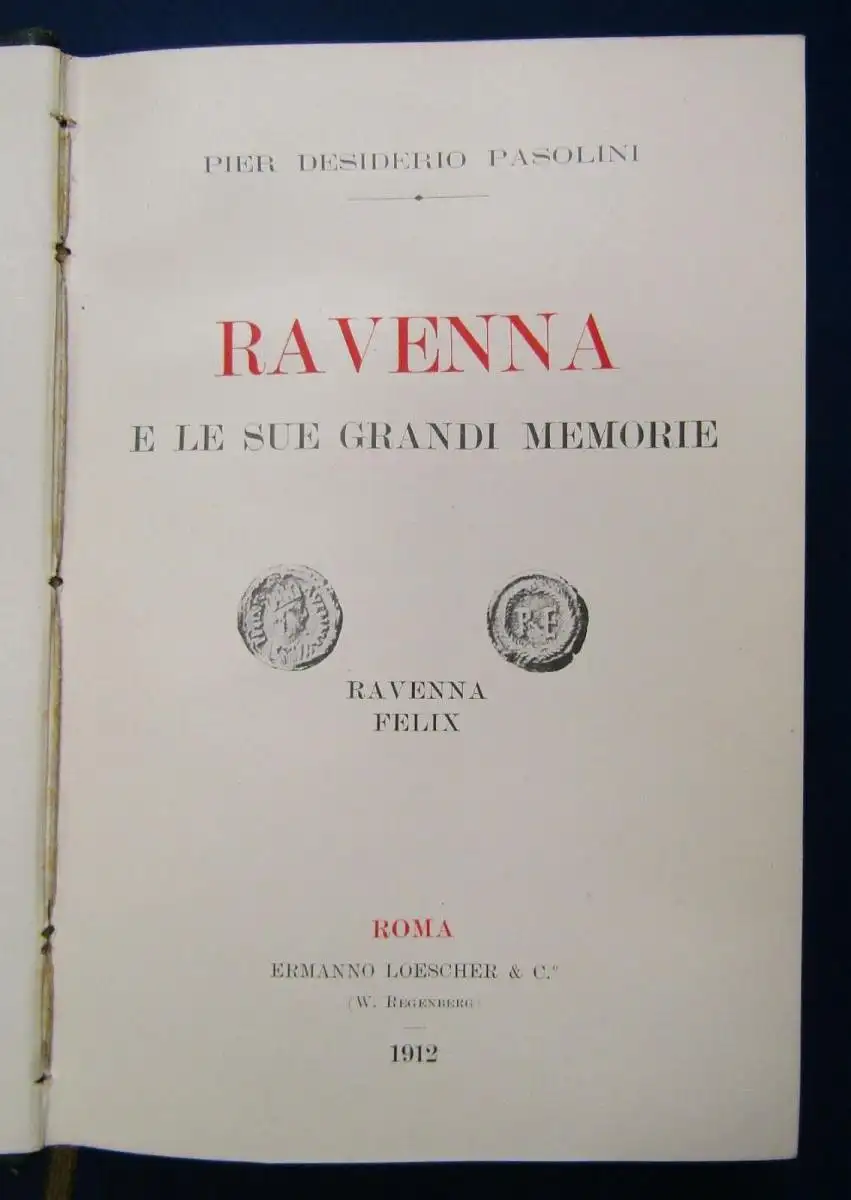 PIER DESIDERIO PASOLINI
RAVENNA
E LE SUE GRANDI MEMORIE
RAVENNA
FELIX
ROMA
ERMANNO LOESCHER & C.º
(W. REGENBERG)
1912